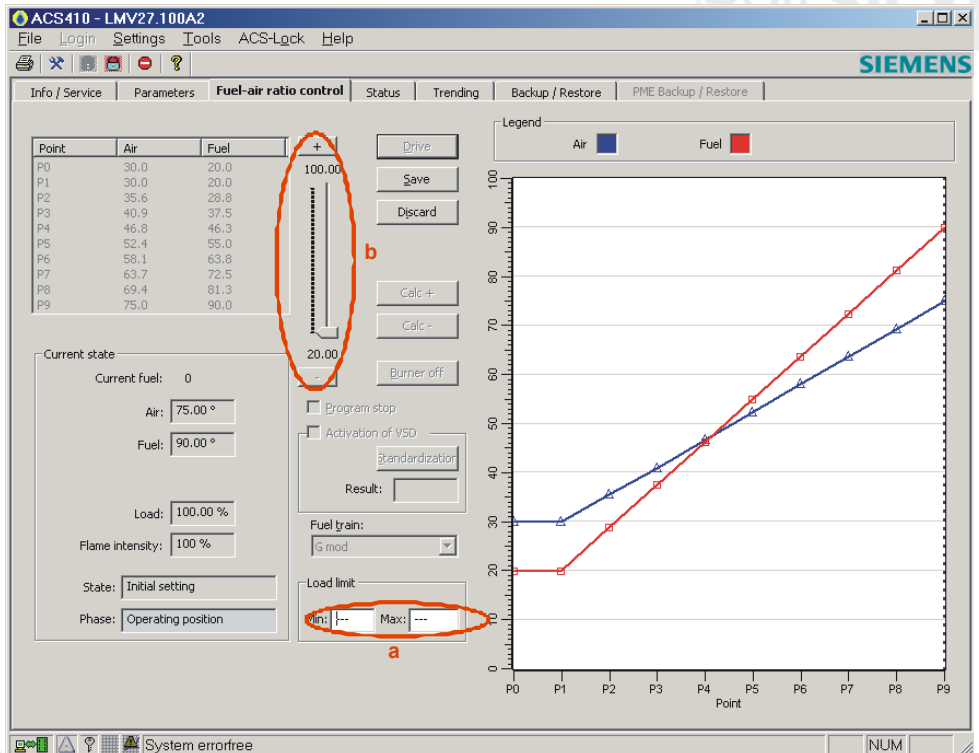 ACS410 - LMV27.100A2
File Login Settings Tools ACS-Lock Help
SIEMENS
Info / Service Parameters Fuel-air ratio control Status Trending Backup / Restore PME Backup / Restore
Point Air Fuel
P0 30.0 20.0
P1 30.0 20.0
P2 35.6 28.8
P3 40.9 37.5
P4 46.8 46.3
P5 52.4 55.0
P6 58.1 63.8
P7 63.7 72.5
P8 69.4 81.3
P9 75.0 90.0
+
100.00
20.00
-
b
Drive
Save
Discard
Calc +
Calc -
Burner off
Current state
Current fuel: 0
Air: 75.00 °
Fuel: 90.00 °
Load: 100.00 %
Flame intensity: 100 %
State: Initial setting
Phase: Operating position
Program stop
Activation of VSD
Standardization
Result:
Fuel train:
G mod
Load limit
Min: --- Max: ---
a
Legend
Air Fuel
100
90
80
70
60
50
40
30
20
10
0
P0 P1 P2 P3 P4 P5 P6 P7 P8 P9
Point
System errorfree
NUM